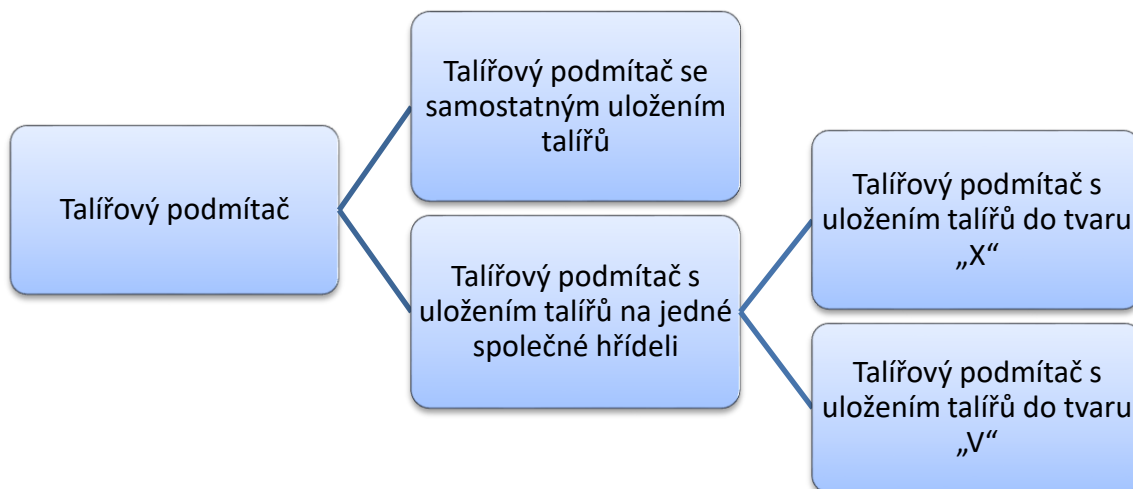 Talířový podmítač
Talířový podmítač se
samostatným uložením
talířů
Talířový podmítač s
uložením talířů na jedné
společné hřídeli
Talířový podmítač s
uložením talířů do tvaru
„X“
Talířový podmítač s
uložením talířů do tvaru
„V“